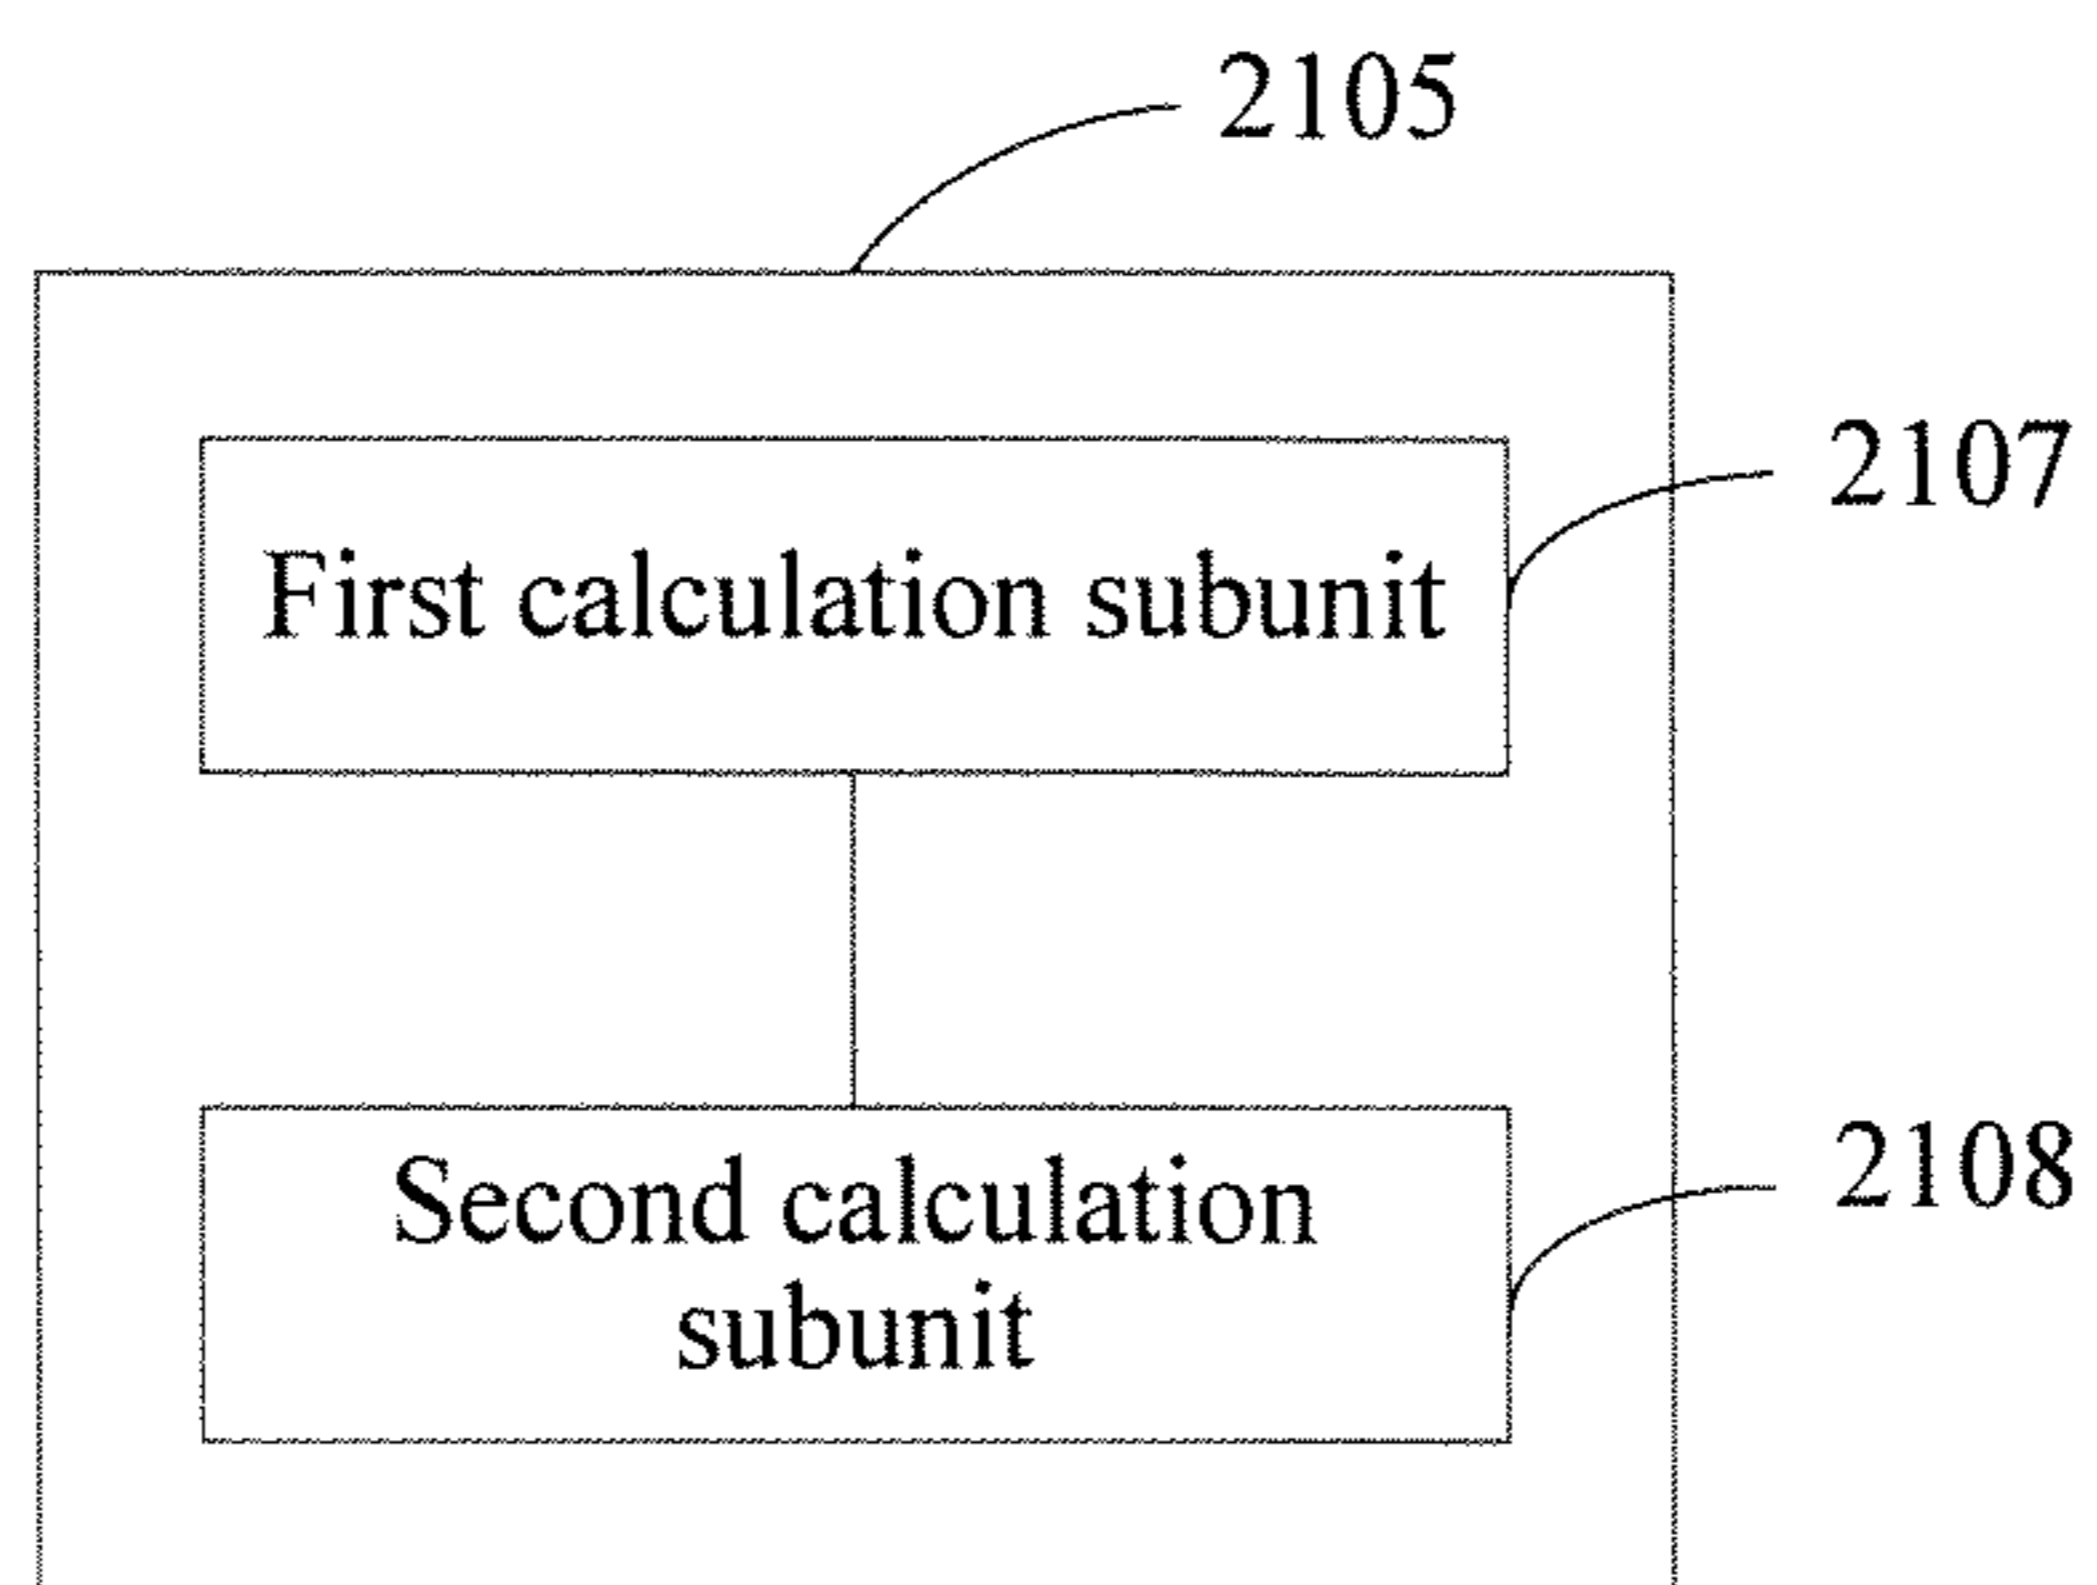 2105
2107
First calculation subunit
2108
Second calculation
subunit